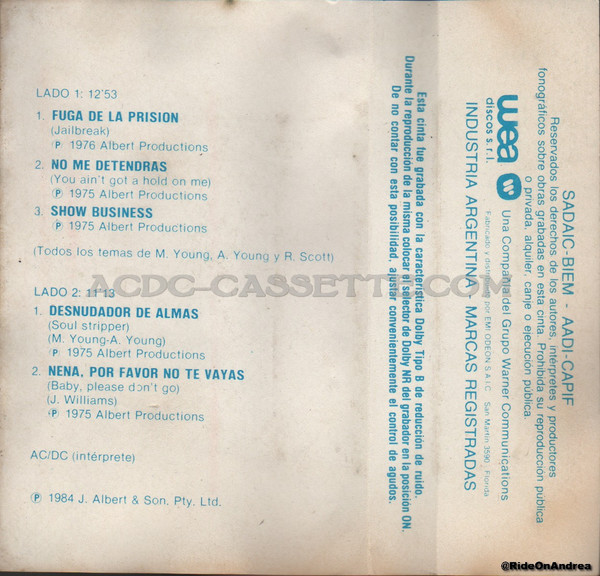 LADO 1: 12'53
1. FUGA DE LA PRISION
(Jailbreak)
Ⓟ 1976 Albert Productions
2. NO ME DETENDRAS
(You ain't got a hold on me)
Ⓟ 1975 Albert Productions
3. SHOW BUSINESS
Ⓟ 1975 Albert Productions
(Todos los temas de M. Young, A. Young y R. Scott)
ACDC-CASSETTE.COM
LADO 2: 11'13
1. DESNUDADOR DE ALMAS
(Soul stripper)
(M. Young-A. Young)
Ⓟ 1975 Albert Productions
2. NENA, POR FAVOR NO TE VAYAS
(Baby, please don't go)
(J. Williams)
Ⓟ 1975 Albert Productions
AC/DC (intérprete)
Ⓟ 1984 J. Albert & Son. Pty. Ltd.
Esta cinta fue grabada con la característica Dolby Tipo B de reducción de ruido.
Durante la reproducción de la misma colocar el selector de Dolby NR del grabador en la posición ON.
De no contar con esta posibilidad, ajustar convenientemente el control de agudos.
SADAIC-BIEM - AADI-CAPIF
Reservados los derechos de los autores, intérpretes y productores
fonográficos sobre obras grabadas en esta cinta. Prohibida su reproducción pública
o privada, alquiler, canje o ejecución pública.
wea
discos s.r.l.
Una Compañía del Grupo Warner Communications
Fabricado y distribuido por EMI ODEON S.A.I.C. San Martín 3590, Florida
INDUSTRIA ARGENTINA - MARCAS REGISTRADAS
@RideOnAndrea